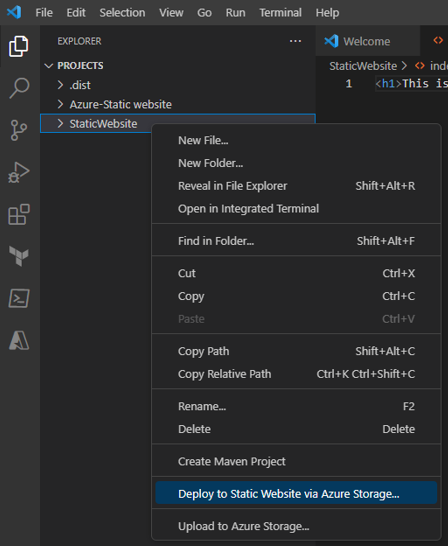 File Edit Selection View Go Run Terminal Help
EXPLORER ...
Welcome
PROJECTS
StaticWebsite > <> inde
.dist
1 <h1>This is
Azure-Static website
StaticWebsite
New File...
New Folder...
Reveal in File Explorer Shift+Alt+R
Open in Integrated Terminal
Find in Folder... Shift+Alt+F
Cut Ctrl+X
Copy Ctrl+C
Paste Ctrl+V
Copy Path Shift+Alt+C
Copy Relative Path Ctrl+K Ctrl+Shift+C
Rename... F2
Delete Delete
Create Maven Project
Deploy to Static Website via Azure Storage...
Upload to Azure Storage...